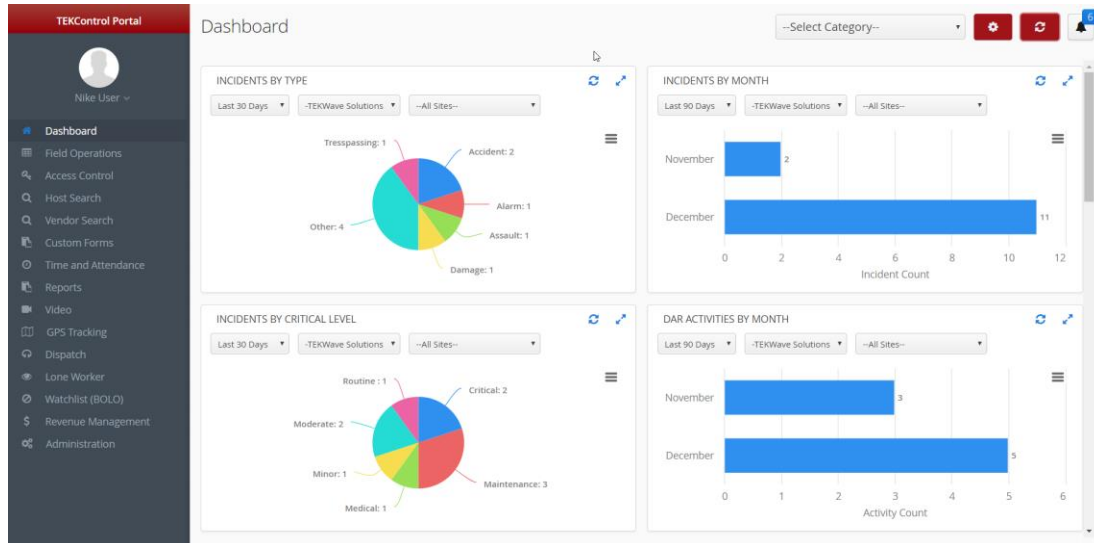 TEKControl Portal
Nike User
Dashboard
Field Operations
Access Control
Host Search
Vendor Search
Custom Forms
Time and Attendance
Reports
Video
GPS Tracking
Dispatch
Lone Worker
Watchlist (BOLO)
$ Revenue Management
Administration
Dashboard
--Select Category--
6
INCIDENTS BY TYPE
Last 30 Days -TEKWave Solutions --All Sites--
Tresspassing: 1
Accident: 2
Alarm: 1
Other: 4
Assault: 1
Damage: 1
INCIDENTS BY MONTH
Last 90 Days -TEKWave Solutions --All Sites--
November 2
December 11
0 2 4 6 8 10 12
Incident Count
INCIDENTS BY CRITICAL LEVEL
Last 30 Days -TEKWave Solutions --All Sites--
Routine : 1
Critical: 2
Moderate: 2
Minor: 1
Maintenance: 3
Medical: 1
DAR ACTIVITIES BY MONTH
Last 90 Days -TEKWave Solutions --All Sites--
November 3
December 5
0 1 2 3 4 5 6
Activity Count